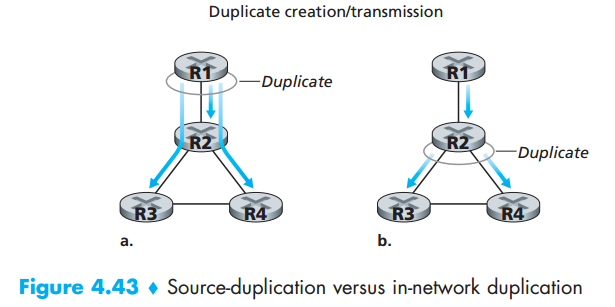 Duplicate creation/transmission
R1
Duplicate
R2
R3
R4
a.
R1
R2
Duplicate
R3
R4
b.
Figure 4.43 ♦ Source-duplication versus in-network duplication